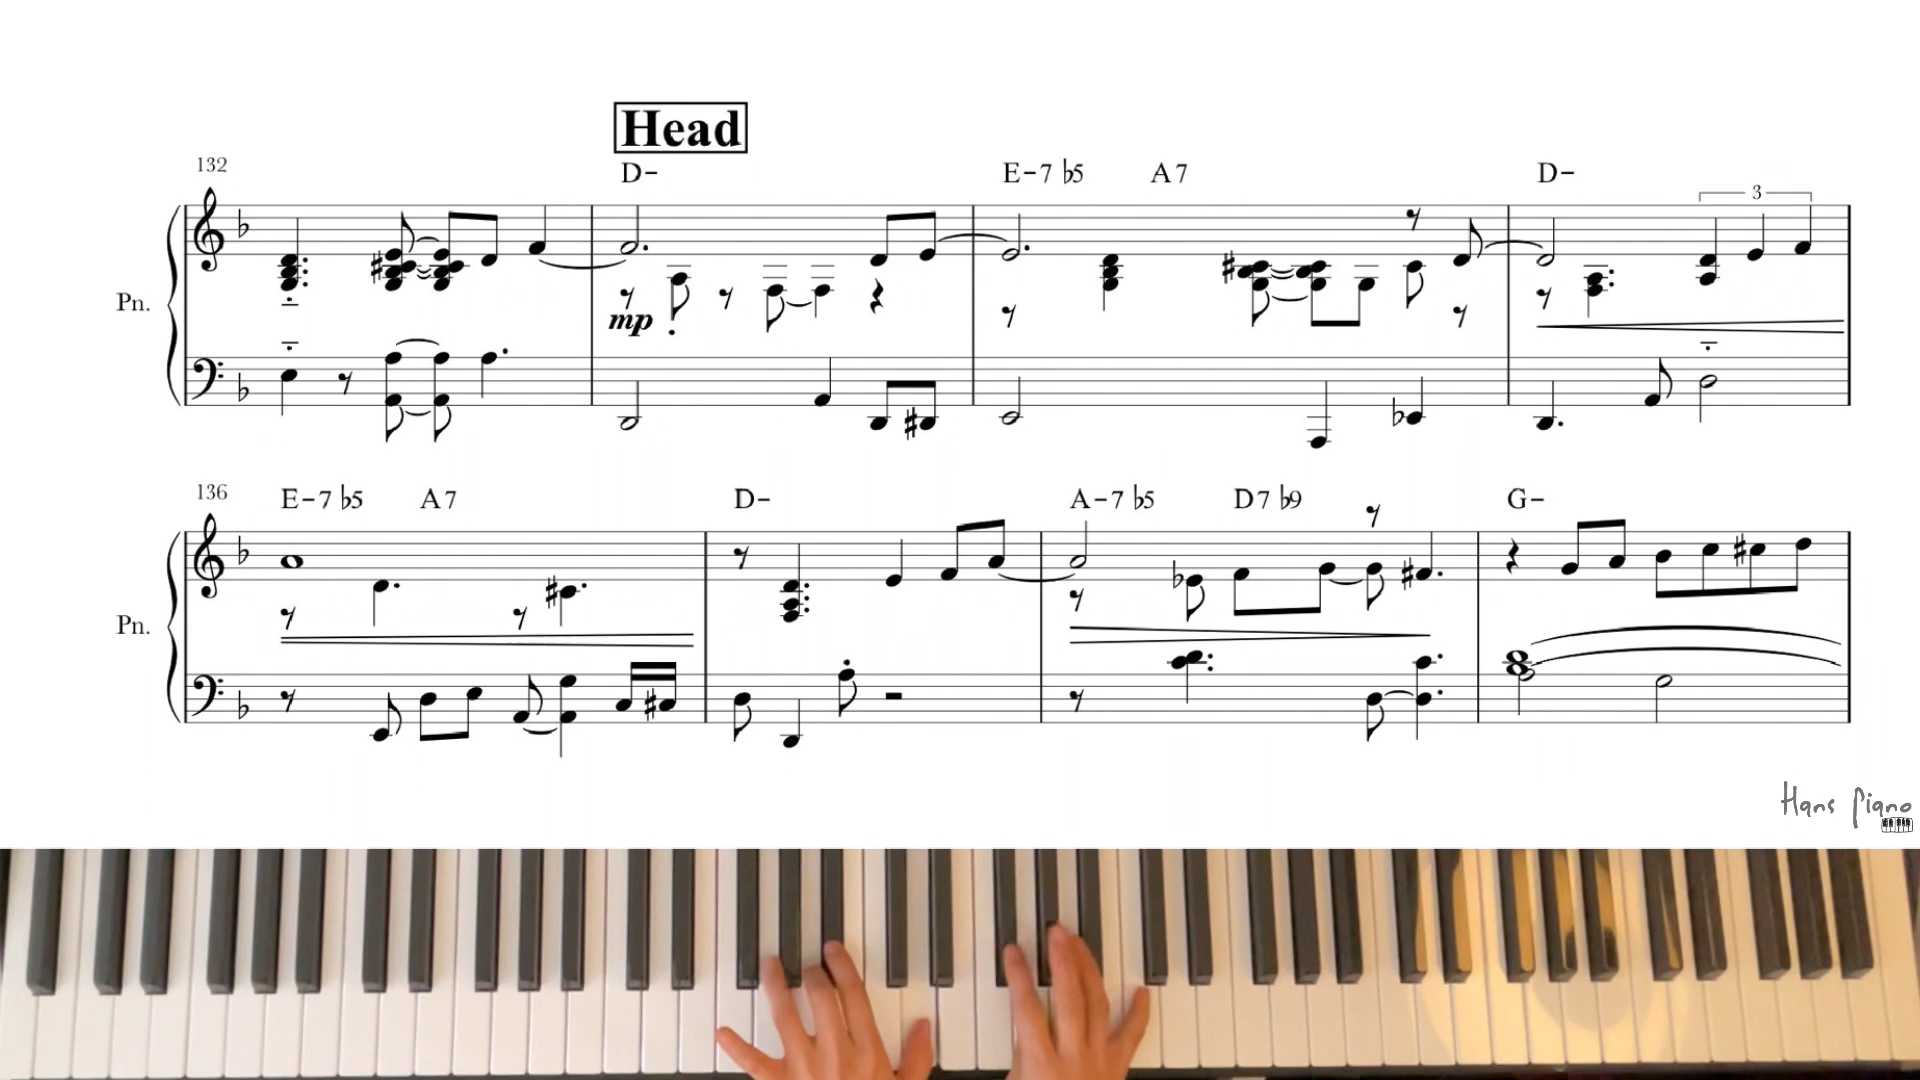 Head
132
D- E-7 ♭5 A7 D-
3
Pn.
mp
136
E-7 ♭5 A7 D- A-7 ♭5 D7 ♭9 G-
Pn.
Hans Piano